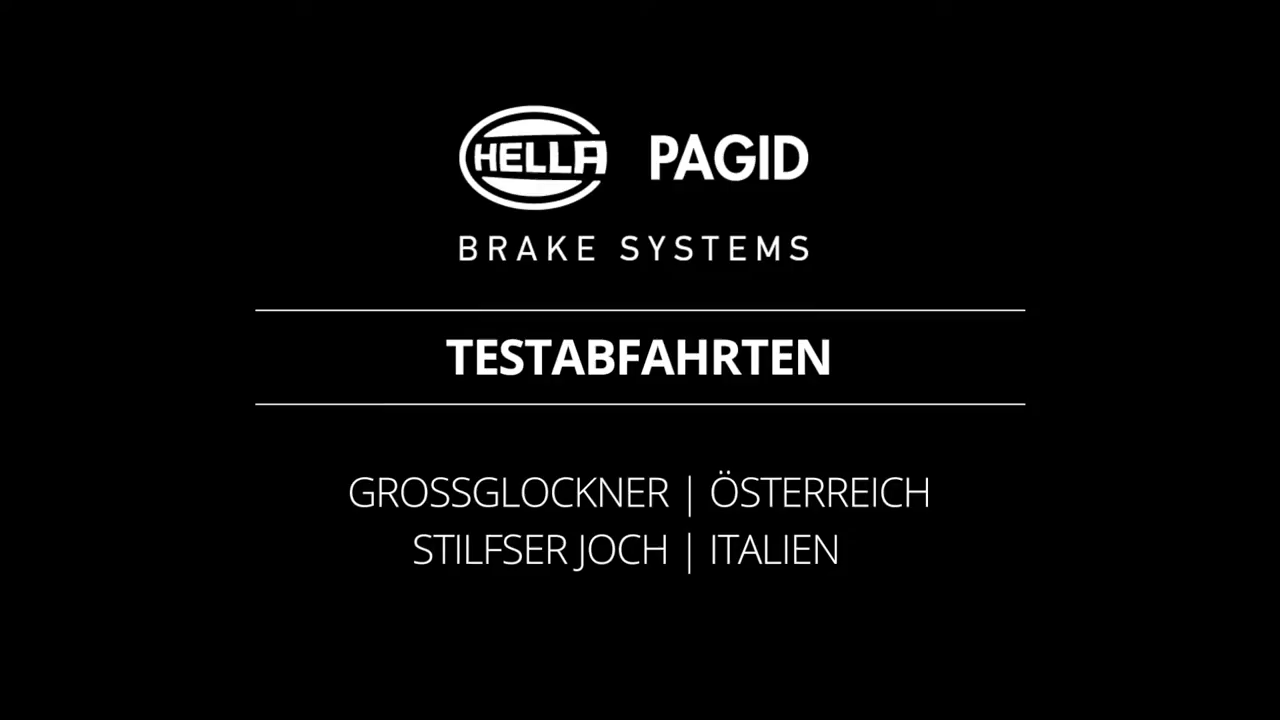 HELLA PAGID
BRAKE SYSTEMS
TESTABFAHRTEN
GROSSGLOCKNER | ÖSTERREICH
STILFSER JOCH | ITALIEN